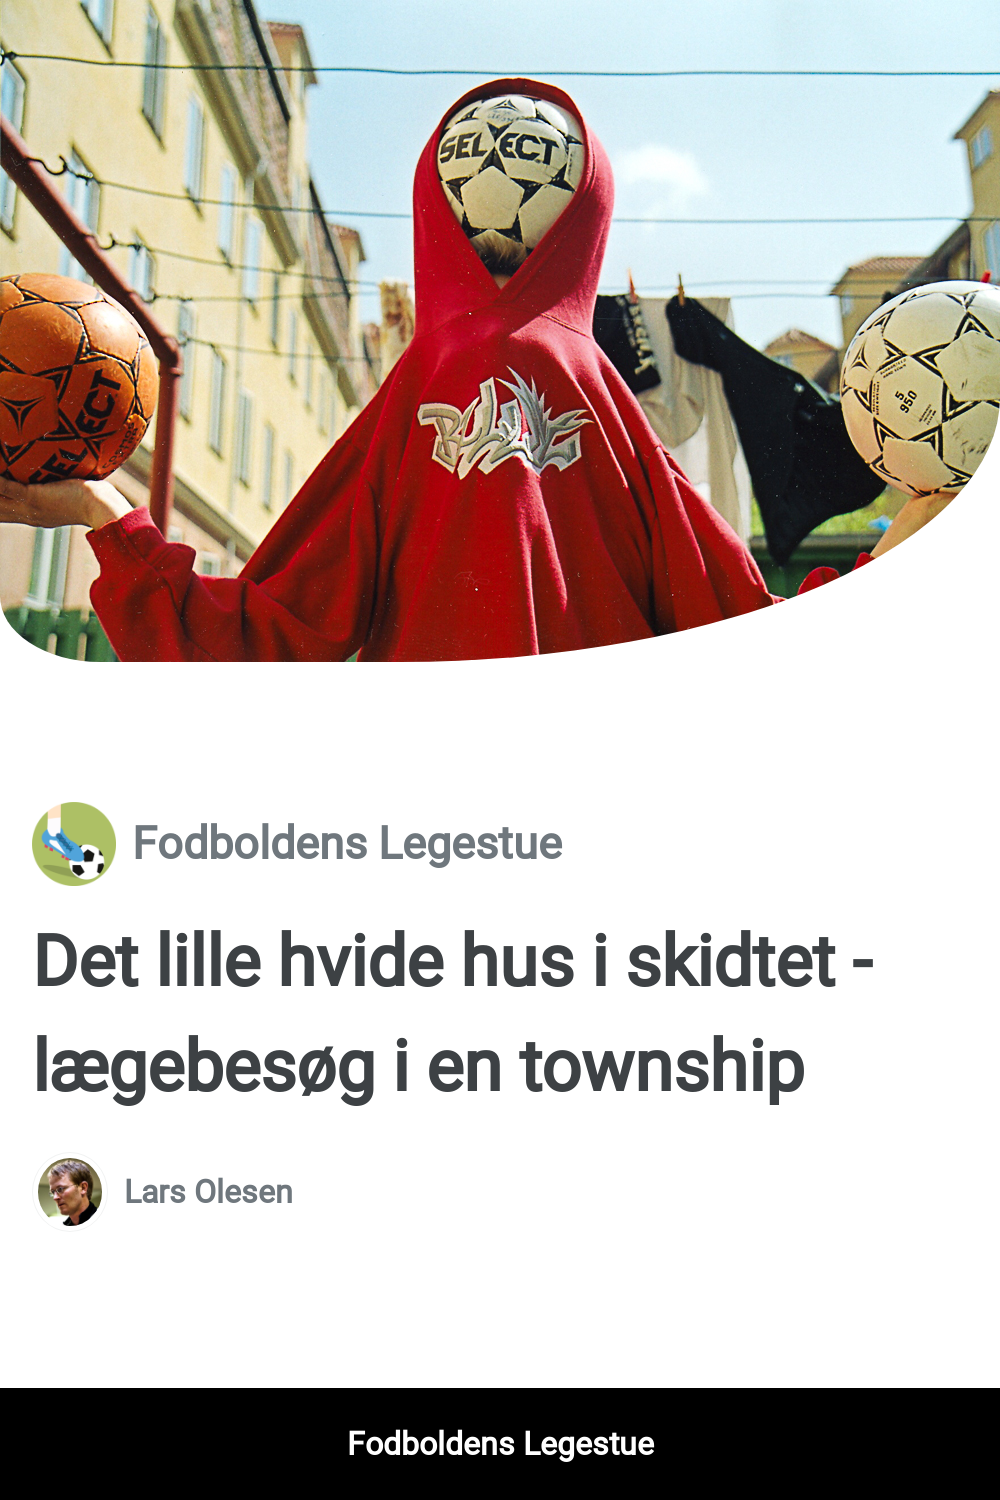 SELECT
SELECT
5
950
Fodboldens Legestue
Det lille hvide hus i skidtet -
lægebesøg i en township
Lars Olesen
Fodboldens Legestue